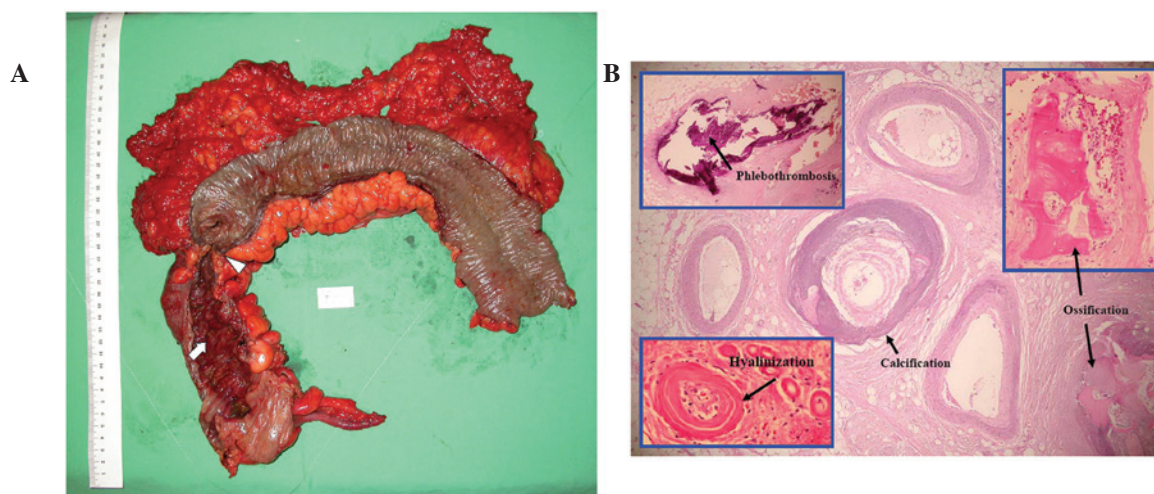 A
B
Phlebothrombosis
Ossification
Calcification
Hyalinization